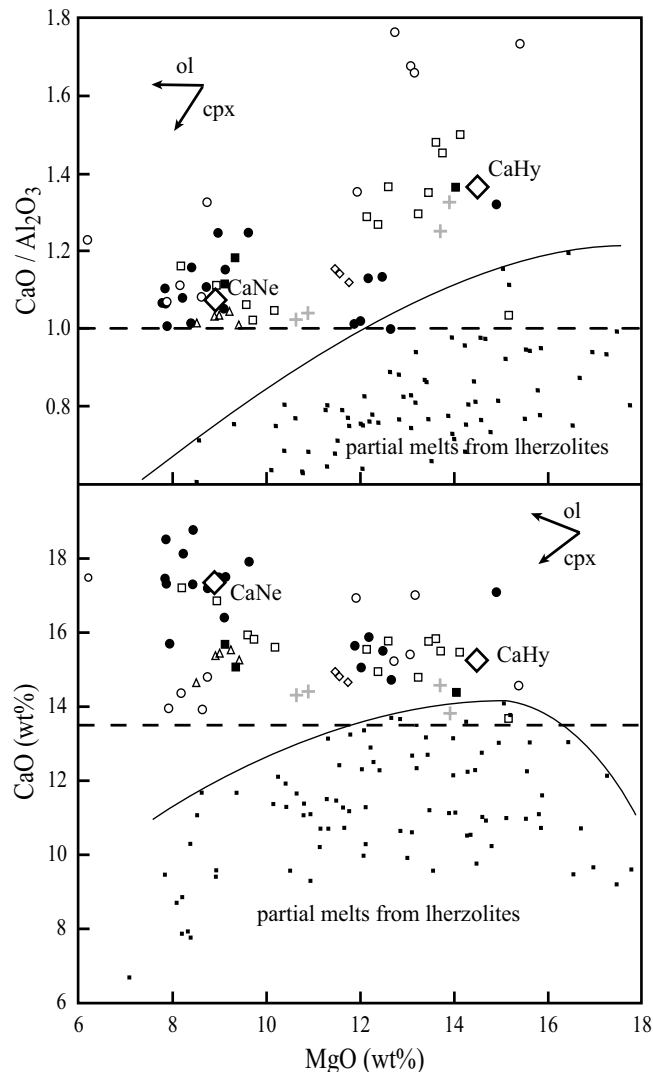 1.8
1.6
1.4
1.2
1.0
0.8
CaO / Al₂O₃
ol
cpx
CaHy
CaNe
partial melts from lherzolites
18
16
14
12
10
8
6
CaO (wt%)
ol
cpx
CaNe
CaHy
partial melts from lherzolites
6 8 10 12 14 16 18
MgO (wt%)